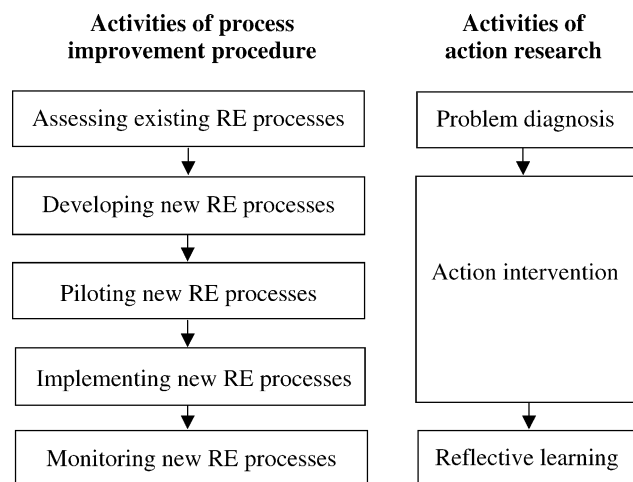 Activities of process
improvement procedure
Assessing existing RE processes
Developing new RE processes
Piloting new RE processes
Implementing new RE processes
Monitoring new RE processes
Activities of
action research
Problem diagnosis
Action intervention
Reflective learning